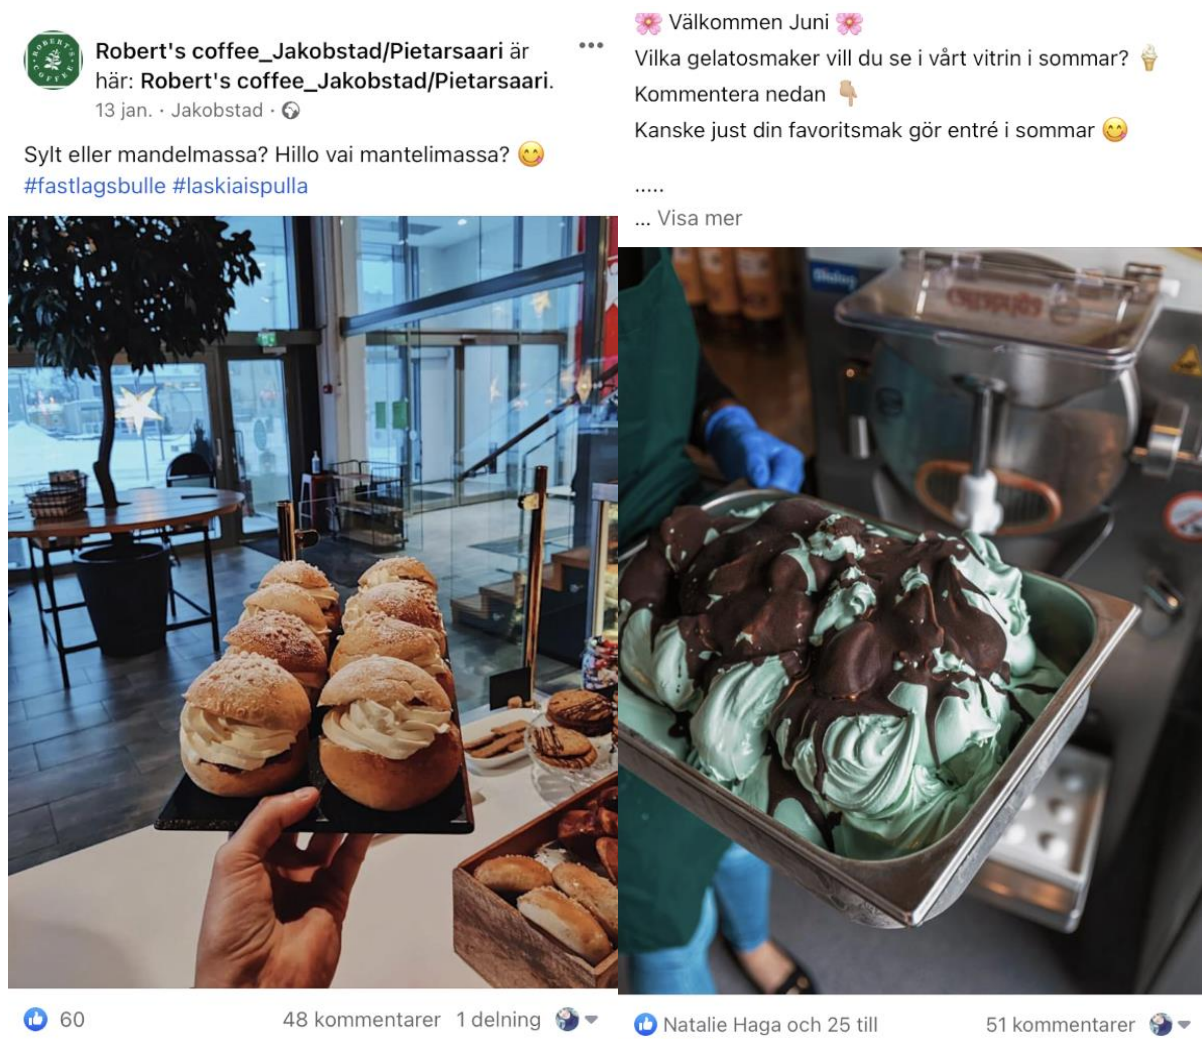 ROBERT'S COFFEE
Robert's coffee_Jakobstad/Pietarsaari är
här: Robert's coffee_Jakobstad/Pietarsaari.
13 jan. · Jakobstad ·
Sylt eller mandelmassa? Hillo vai mantelimassa? 😋
#fastlagsbulle #laskiaispulla
60
48 kommentarer 1 delning
🌸 Välkommen Juni 🌸
Vilka gelatosmaker vill du se i vårt vitrin i sommar? 🍦
Kommentera nedan 👇🏼
Kanske just din favoritsmak gör entré i sommar 😋
.....
... Visa mer
Natalie Haga och 25 till
51 kommentarer